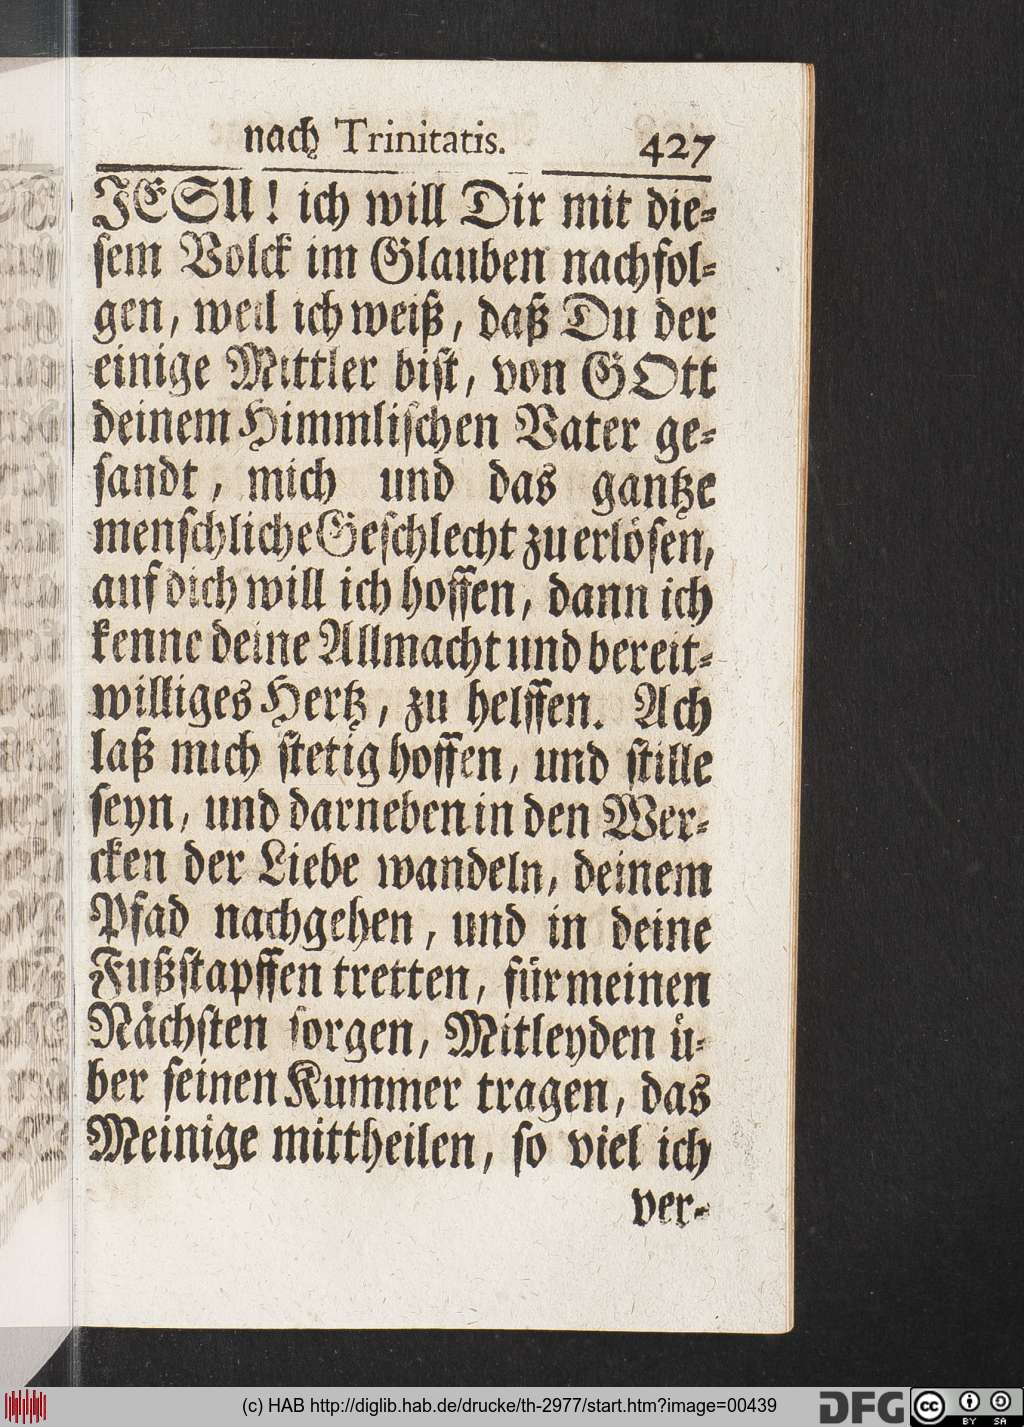 nach Trinitatis. 427
JESU! ich will Dir mit die-
sem Volck im Glauben nachfol-
gen, weil ich weiß, daß Du der
einige Mittler bist, von GOtt
deinem Himmlischen Vater ge-
sandt, mich und das gantze
menschliche Geschlecht zu erlösen,
auf dich will ich hoffen, dann ich
kenne deine Allmacht und bereit-
williges Hertz, zu helffen. Ach
laß mich stetig hoffen, und stille
seyn, und darneben in den Wer-
cken der Liebe wandeln, deinem
Pfad nachgehen, und in deine
Fußstapffen tretten, für meinen
Nächsten sorgen, Mitleyden ü-
ber seinen Kummer tragen, das
Meinige mittheilen, so viel ich
ver-
(c) HAB http://diglib.hab.de/drucke/th-2977/start.htm?image=00439
DFG
cc BY SA